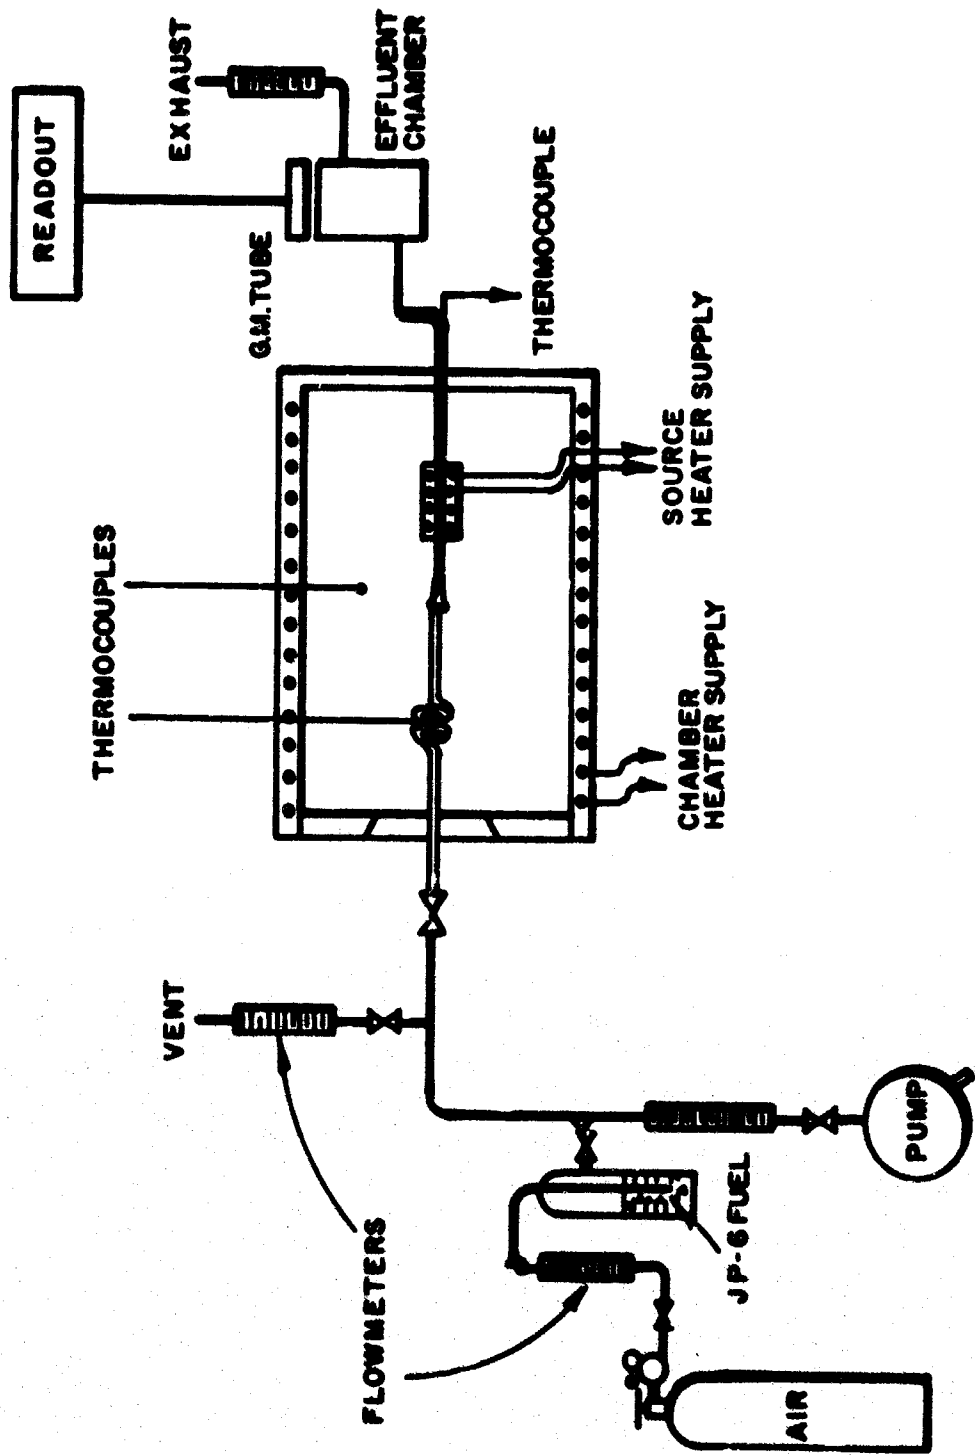 READOUT
EXHAUST
EFFLUENT
CHAMBER
G.M. TUBE
THERMOCOUPLE
THERMOCOUPLES
SOURCE
HEATER SUPPLY
CHAMBER
HEATER SUPPLY
VENT
FLOWMETERS
JP-6 FUEL
PUMP
AIR